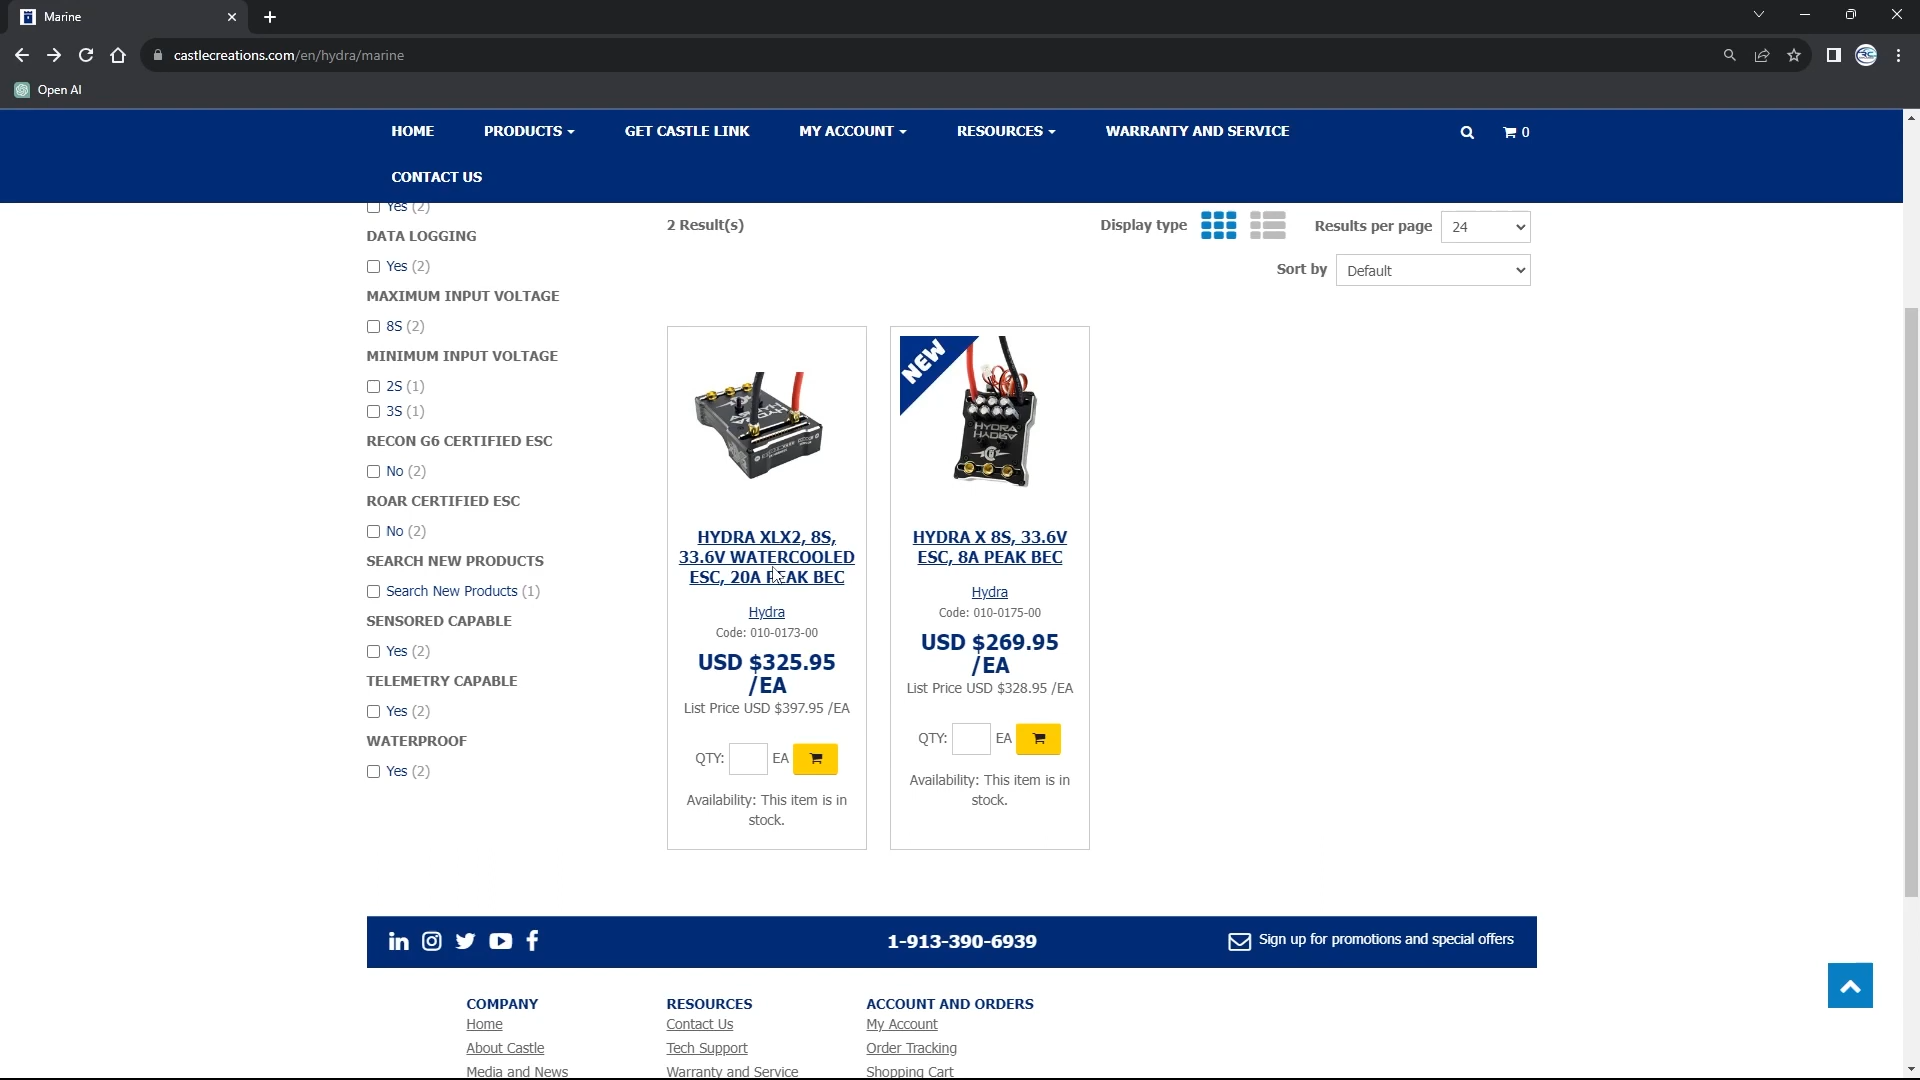 Marine
castlecreations.com/en/hydra/marine
Open AI
HOME
PRODUCTS
GET CASTLE LINK
MY ACCOUNT
RESOURCES
WARRANTY AND SERVICE
0
CONTACT US
Yes (2)
DATA LOGGING
Yes (2)
MAXIMUM INPUT VOLTAGE
8S (2)
MINIMUM INPUT VOLTAGE
2S (1)
3S (1)
RECON G6 CERTIFIED ESC
No (2)
ROAR CERTIFIED ESC
No (2)
SEARCH NEW PRODUCTS
Search New Products (1)
SENSORED CAPABLE
Yes (2)
TELEMETRY CAPABLE
Yes (2)
WATERPROOF
Yes (2)
2 Result(s)
Display type
Results per page
24
Sort by
Default
HYDRA XLX2, 8S,
33.6V WATERCOOLED
ESC, 20A PEAK BEC
Hydra
Code: 010-0173-00
USD $325.95
/EA
List Price USD $397.95 /EA
QTY:
EA
Availability: This item is in
stock.
NEW
HYDRA
HYDRA X 8S, 33.6V
ESC, 8A PEAK BEC
Hydra
Code: 010-0175-00
USD $269.95
/EA
List Price USD $328.95 /EA
QTY:
EA
Availability: This item is in
stock.
1-913-390-6939
Sign up for promotions and special offers
COMPANY
Home
About Castle
Media and News
RESOURCES
Contact Us
Tech Support
Warranty and Service
ACCOUNT AND ORDERS
My Account
Order Tracking
Shopping Cart